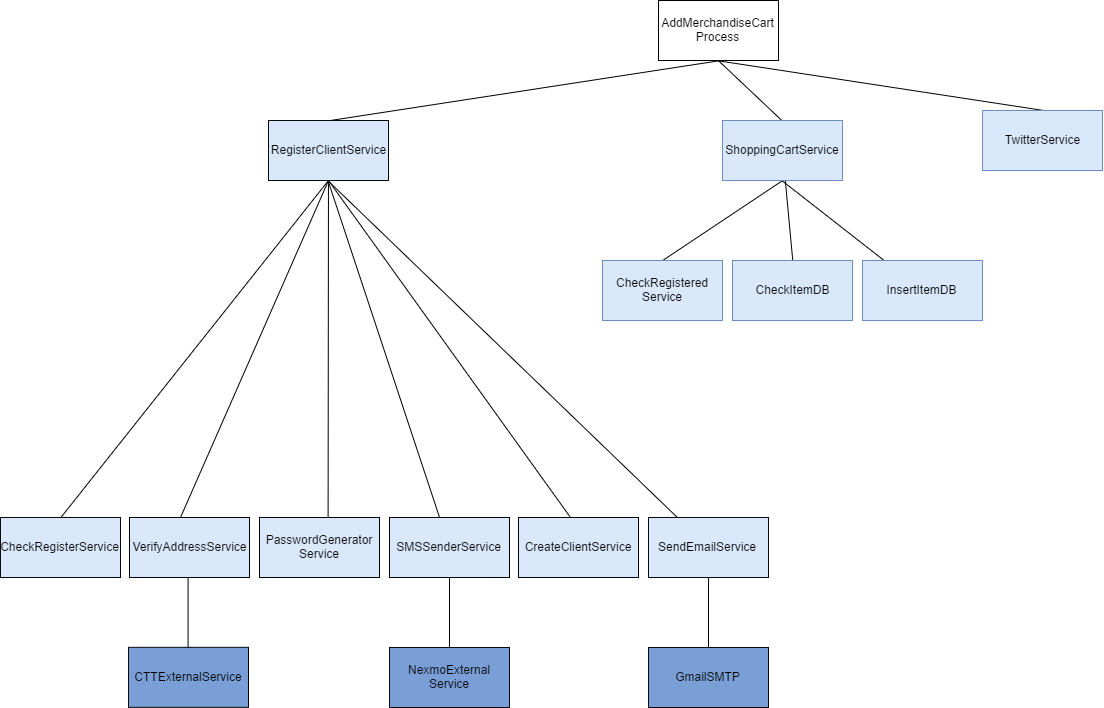 AddMerchandiseCart
Process
RegisterClientService
ShoppingCartService
TwitterService
CheckRegistered
Service
CheckItemDB
InsertItemDB
CheckRegisterService
VerifyAddressService
PasswordGenerator
Service
SMSSenderService
CreateClientService
SendEmailService
CTTExternalService
NexmoExternal
Service
GmailSMTP